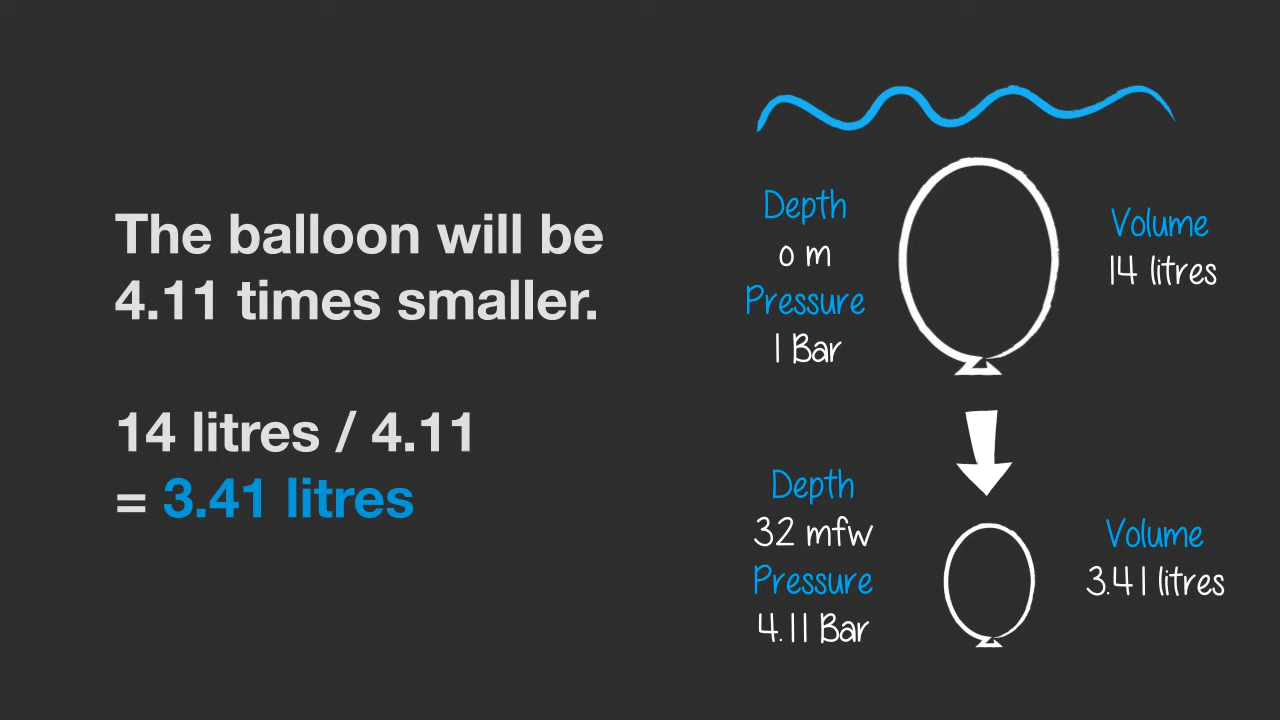 The balloon will be
4.11 times smaller.
14 litres / 4.11
= 3.41 litres
Depth
0 m
Pressure
1 Bar
Volume
14 litres
Depth
32 mfw
Pressure
4.11 Bar
Volume
3.41 litres